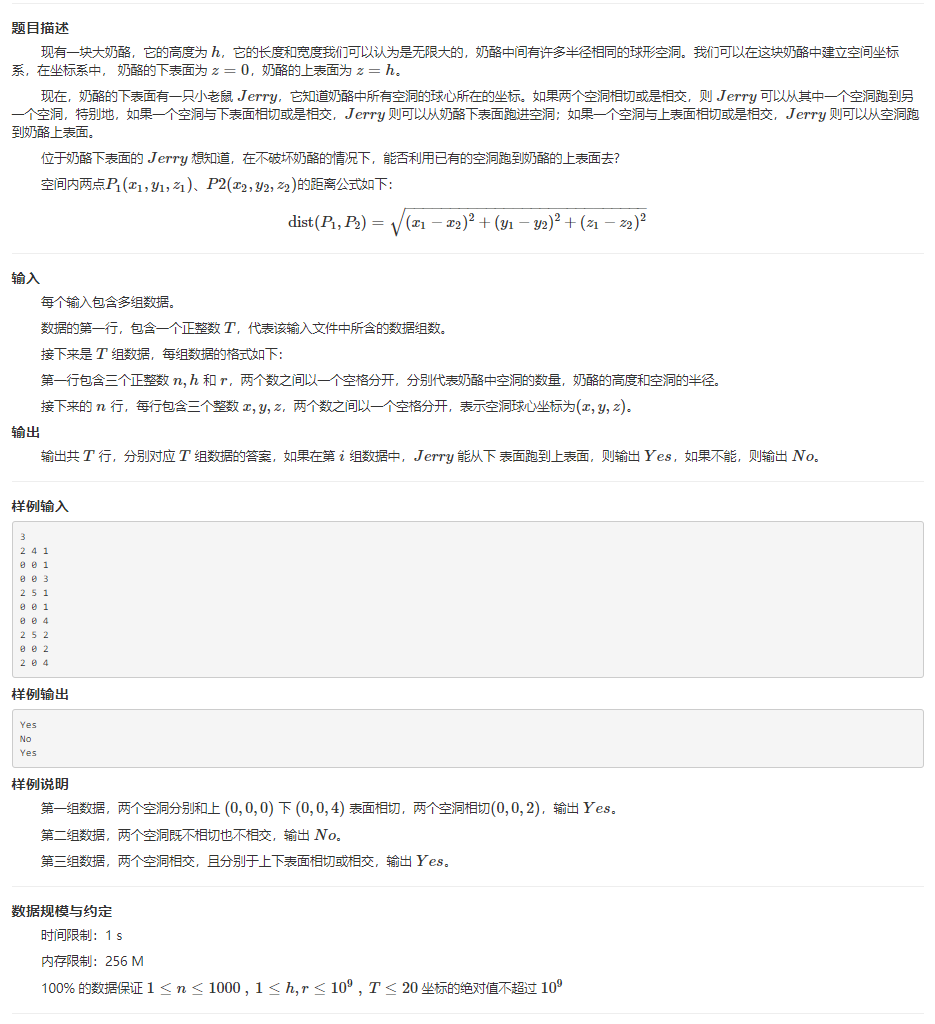 题目描述
现有一块大奶酪，它的高度为 h，它的长度和宽度我们可以认为是无限大的，奶酪中间有许多半径相同的球形空洞。我们可以在这块奶酪中建立空间坐标
系，在坐标系中， 奶酪的下表面为 z = 0，奶酪的上表面为 z = h。
现在，奶酪的下表面有一只小老鼠 Jerry，它知道奶酪中所有空洞的球心所在的坐标。如果两个空洞相切或是相交，则 Jerry 可以从其中一个空洞跑到另
一个空洞，特别地，如果一个空洞与下表面相切或是相交，Jerry 则可以从奶酪下表面跑进空洞；如果一个空洞与上表面相切或是相交，Jerry 则可以从空洞跑
到奶酪上表面。
位于奶酪下表面的 Jerry 想知道，在不破坏奶酪的情况下，能否利用已有的空洞跑到奶酪的上表面去？
空间内两点P₁(x₁, y₁, z₁)、P2(x₂, y₂, z₂)的距离公式如下：
dist(P₁, P₂) = √((x₁ − x₂)² + (y₁ − y₂)² + (z₁ − z₂)²)
输入
每个输入包含多组数据。
数据的第一行，包含一个正整数 T，代表该输入文件中所含的数据组数。
接下来是 T 组数据，每组数据的格式如下：
第一行包含三个正整数 n, h 和 r，两个数之间以一个空格分开，分别代表奶酪中空洞的数量，奶酪的高度和空洞的半径。
接下来的 n 行，每行包含三个整数 x, y, z，两个数之间以一个空格分开，表示空洞球心坐标为(x, y, z)。
输出
输出共 T 行，分别对应 T 组数据的答案，如果在第 i 组数据中，Jerry 能从下 表面跑到上表面，则输出 Yes，如果不能，则输出 No。
样例输入
3
2 4 1
0 0 1
0 0 3
2 5 1
0 0 1
0 0 4
2 5 2
0 0 2
2 0 4
样例输出
Yes
No
Yes
样例说明
第一组数据，两个空洞分别和上 (0, 0, 0) 下 (0, 0, 4) 表面相切，两个空洞相切(0, 0, 2)，输出 Yes。
第二组数据，两个空洞既不相切也不相交，输出 No。
第三组数据，两个空洞相交，且分别于上下表面相切或相交，输出 Yes。
数据规模与约定
时间限制：1 s
内存限制：256 M
100% 的数据保证 1 ≤ n ≤ 1000 , 1 ≤ h, r ≤ 10⁹ , T ≤ 20 坐标的绝对值不超过 10⁹